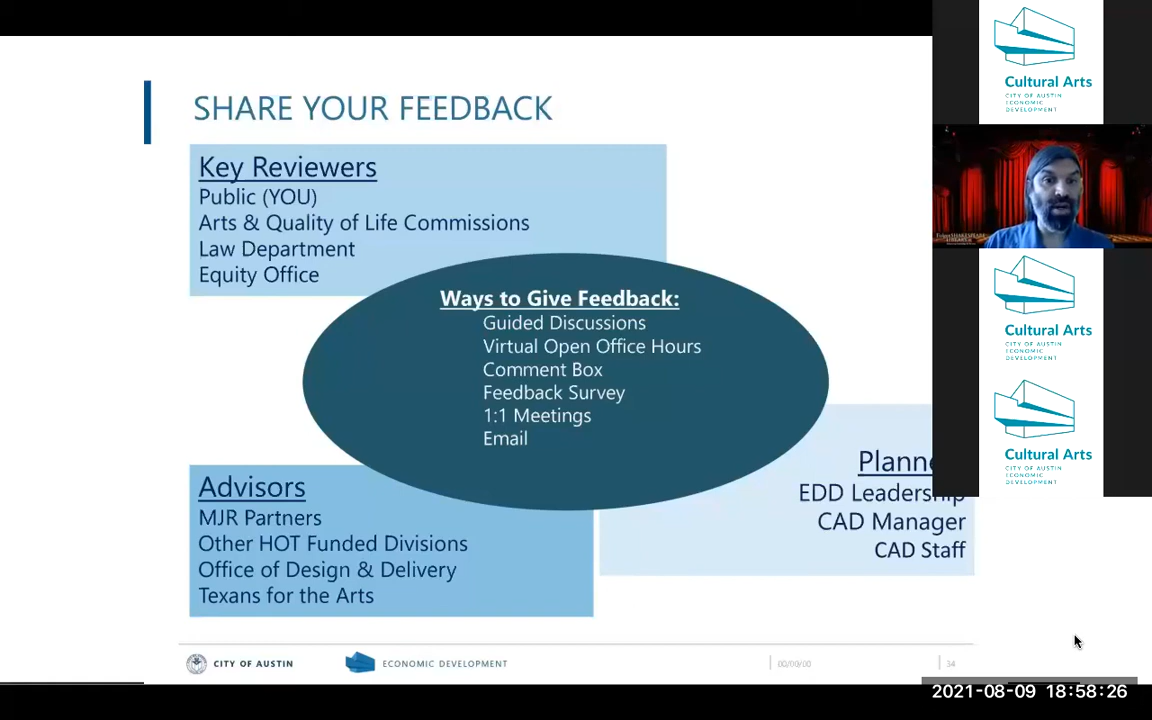 SHARE YOUR FEEDBACK
Key Reviewers
Public (YOU)
Arts & Quality of Life Commissions
Law Department
Equity Office
Ways to Give Feedback:
Guided Discussions
Virtual Open Office Hours
Comment Box
Feedback Survey
1:1 Meetings
Email
Advisors
MJR Partners
Other HOT Funded Divisions
Office of Design & Delivery
Texans for the Arts
Planne
EDD Leadership
CAD Manager
CAD Staff
CITY OF AUSTIN
ECONOMIC DEVELOPMENT
00/00/00
34
Cultural Arts
CITY OF AUSTIN
ECONOMIC
DEVELOPMENT
Cultural Arts
CITY OF AUSTIN
ECONOMIC
DEVELOPMENT
Cultural Arts
CITY OF AUSTIN
ECONOMIC
DEVELOPMENT
2021-08-09 18:58:26